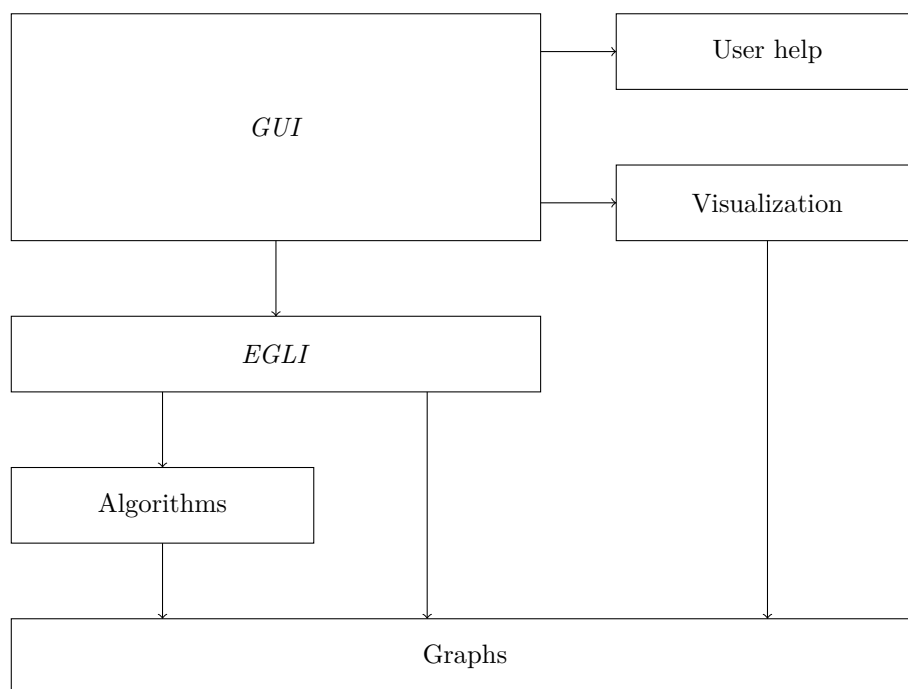 User help
GUI
Visualization
EGLI
Algorithms
Graphs